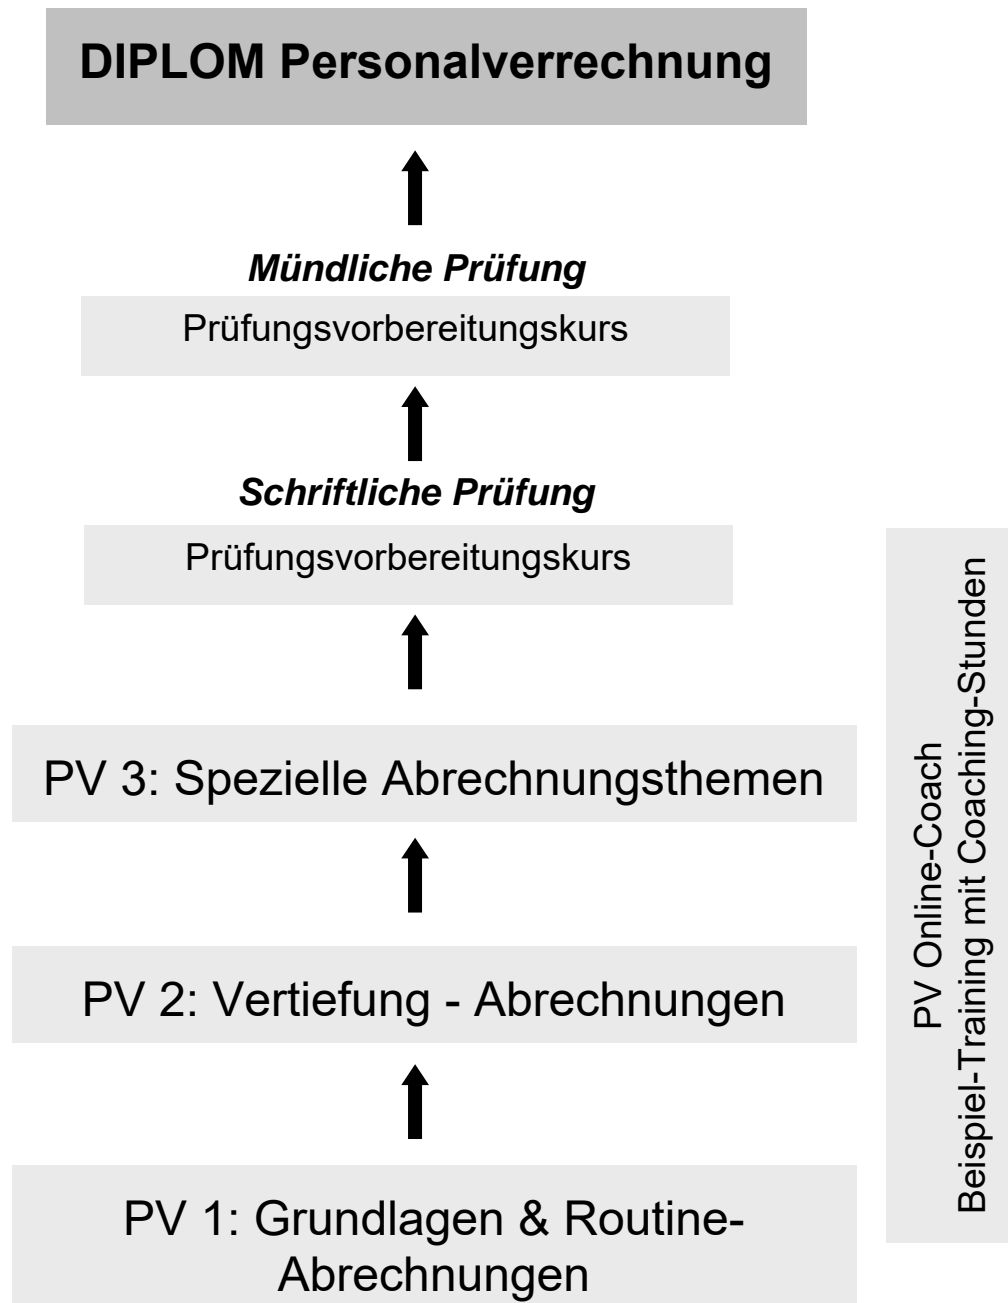 DIPLOM Personalverrechnung
Mündliche Prüfung
Prüfungsvorbereitungskurs
Schriftliche Prüfung
Prüfungsvorbereitungskurs
PV 3: Spezielle Abrechnungsthemen
PV 2: Vertiefung - Abrechnungen
PV 1: Grundlagen & Routine-
Abrechnungen
PV Online-Coach
Beispiel-Training mit Coaching-Stunden